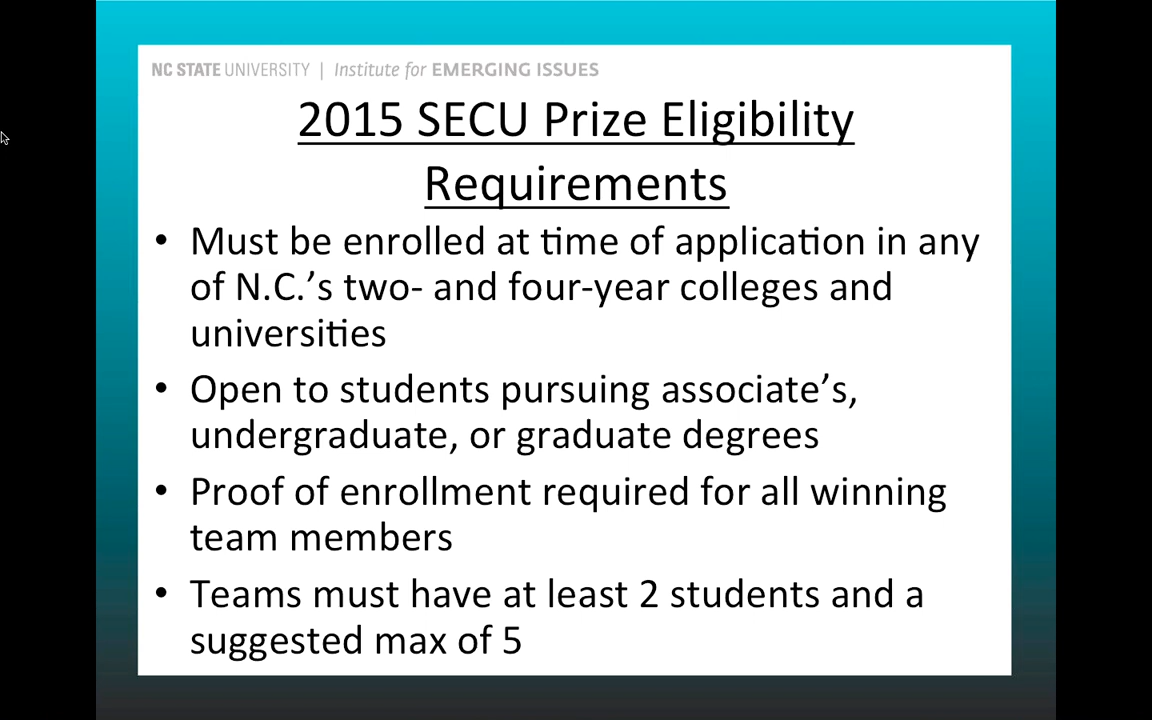 NC STATE UNIVERSITY | Institute for EMERGING ISSUES
2015 SECU Prize Eligibility
Requirements
• Must be enrolled at time of application in any
of N.C.’s two- and four-year colleges and
universities
• Open to students pursuing associate’s,
undergraduate, or graduate degrees
• Proof of enrollment required for all winning
team members
• Teams must have at least 2 students and a
suggested max of 5